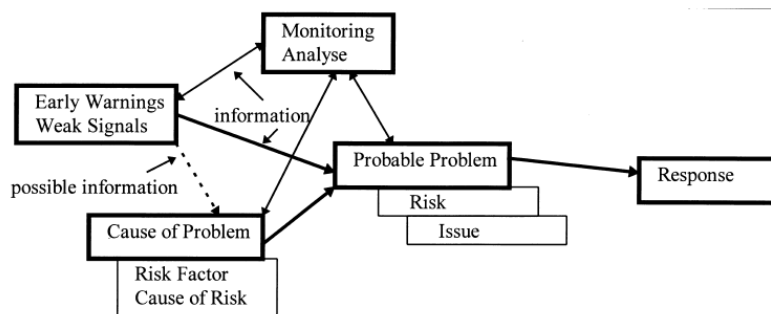 Monitoring
Analyse
Early Warnings
Weak Signals
information
Probable Problem
Response
possible information
Risk
Cause of Problem
Issue
Risk Factor
Cause of Risk